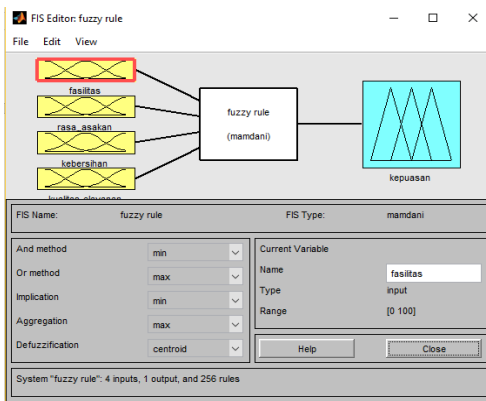 FIS Editor: fuzzy rule
File Edit View
fasilitas
rasa_asakan
kebersihan
fuzzy rule
(mamdani)
kepuasan
FIS Name: fuzzy rule FIS Type: mamdani
And method min
Or method max
Implication min
Aggregation max
Defuzzification centroid
Current Variable
Name fasilitas
Type input
Range [0 100]
Help Close
System "fuzzy rule": 4 inputs, 1 output, and 256 rules